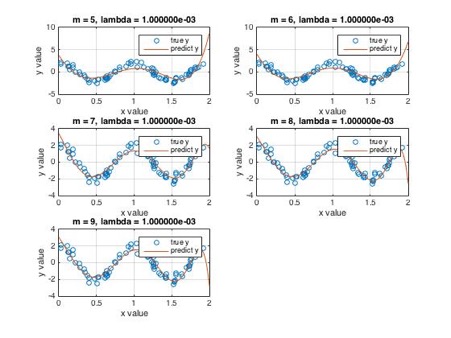 m = 5, lambda = 1.000000e-03
10
5
0
-5
y value
true y
predict y
0
0.5
1
1.5
2
x value
m = 6, lambda = 1.000000e-03
10
5
0
-5
y value
true y
predict y
0
0.5
1
1.5
2
x value
m = 7, lambda = 1.000000e-03
4
2
0
-2
-4
y value
true y
predict y
0
0.5
1
1.5
2
x value
m = 8, lambda = 1.000000e-03
4
2
0
-2
-4
y value
true y
predict y
0
0.5
1
1.5
2
x value
m = 9, lambda = 1.000000e-03
4
2
0
-2
-4
y value
true y
predict y
0
0.5
1
1.5
2
x value